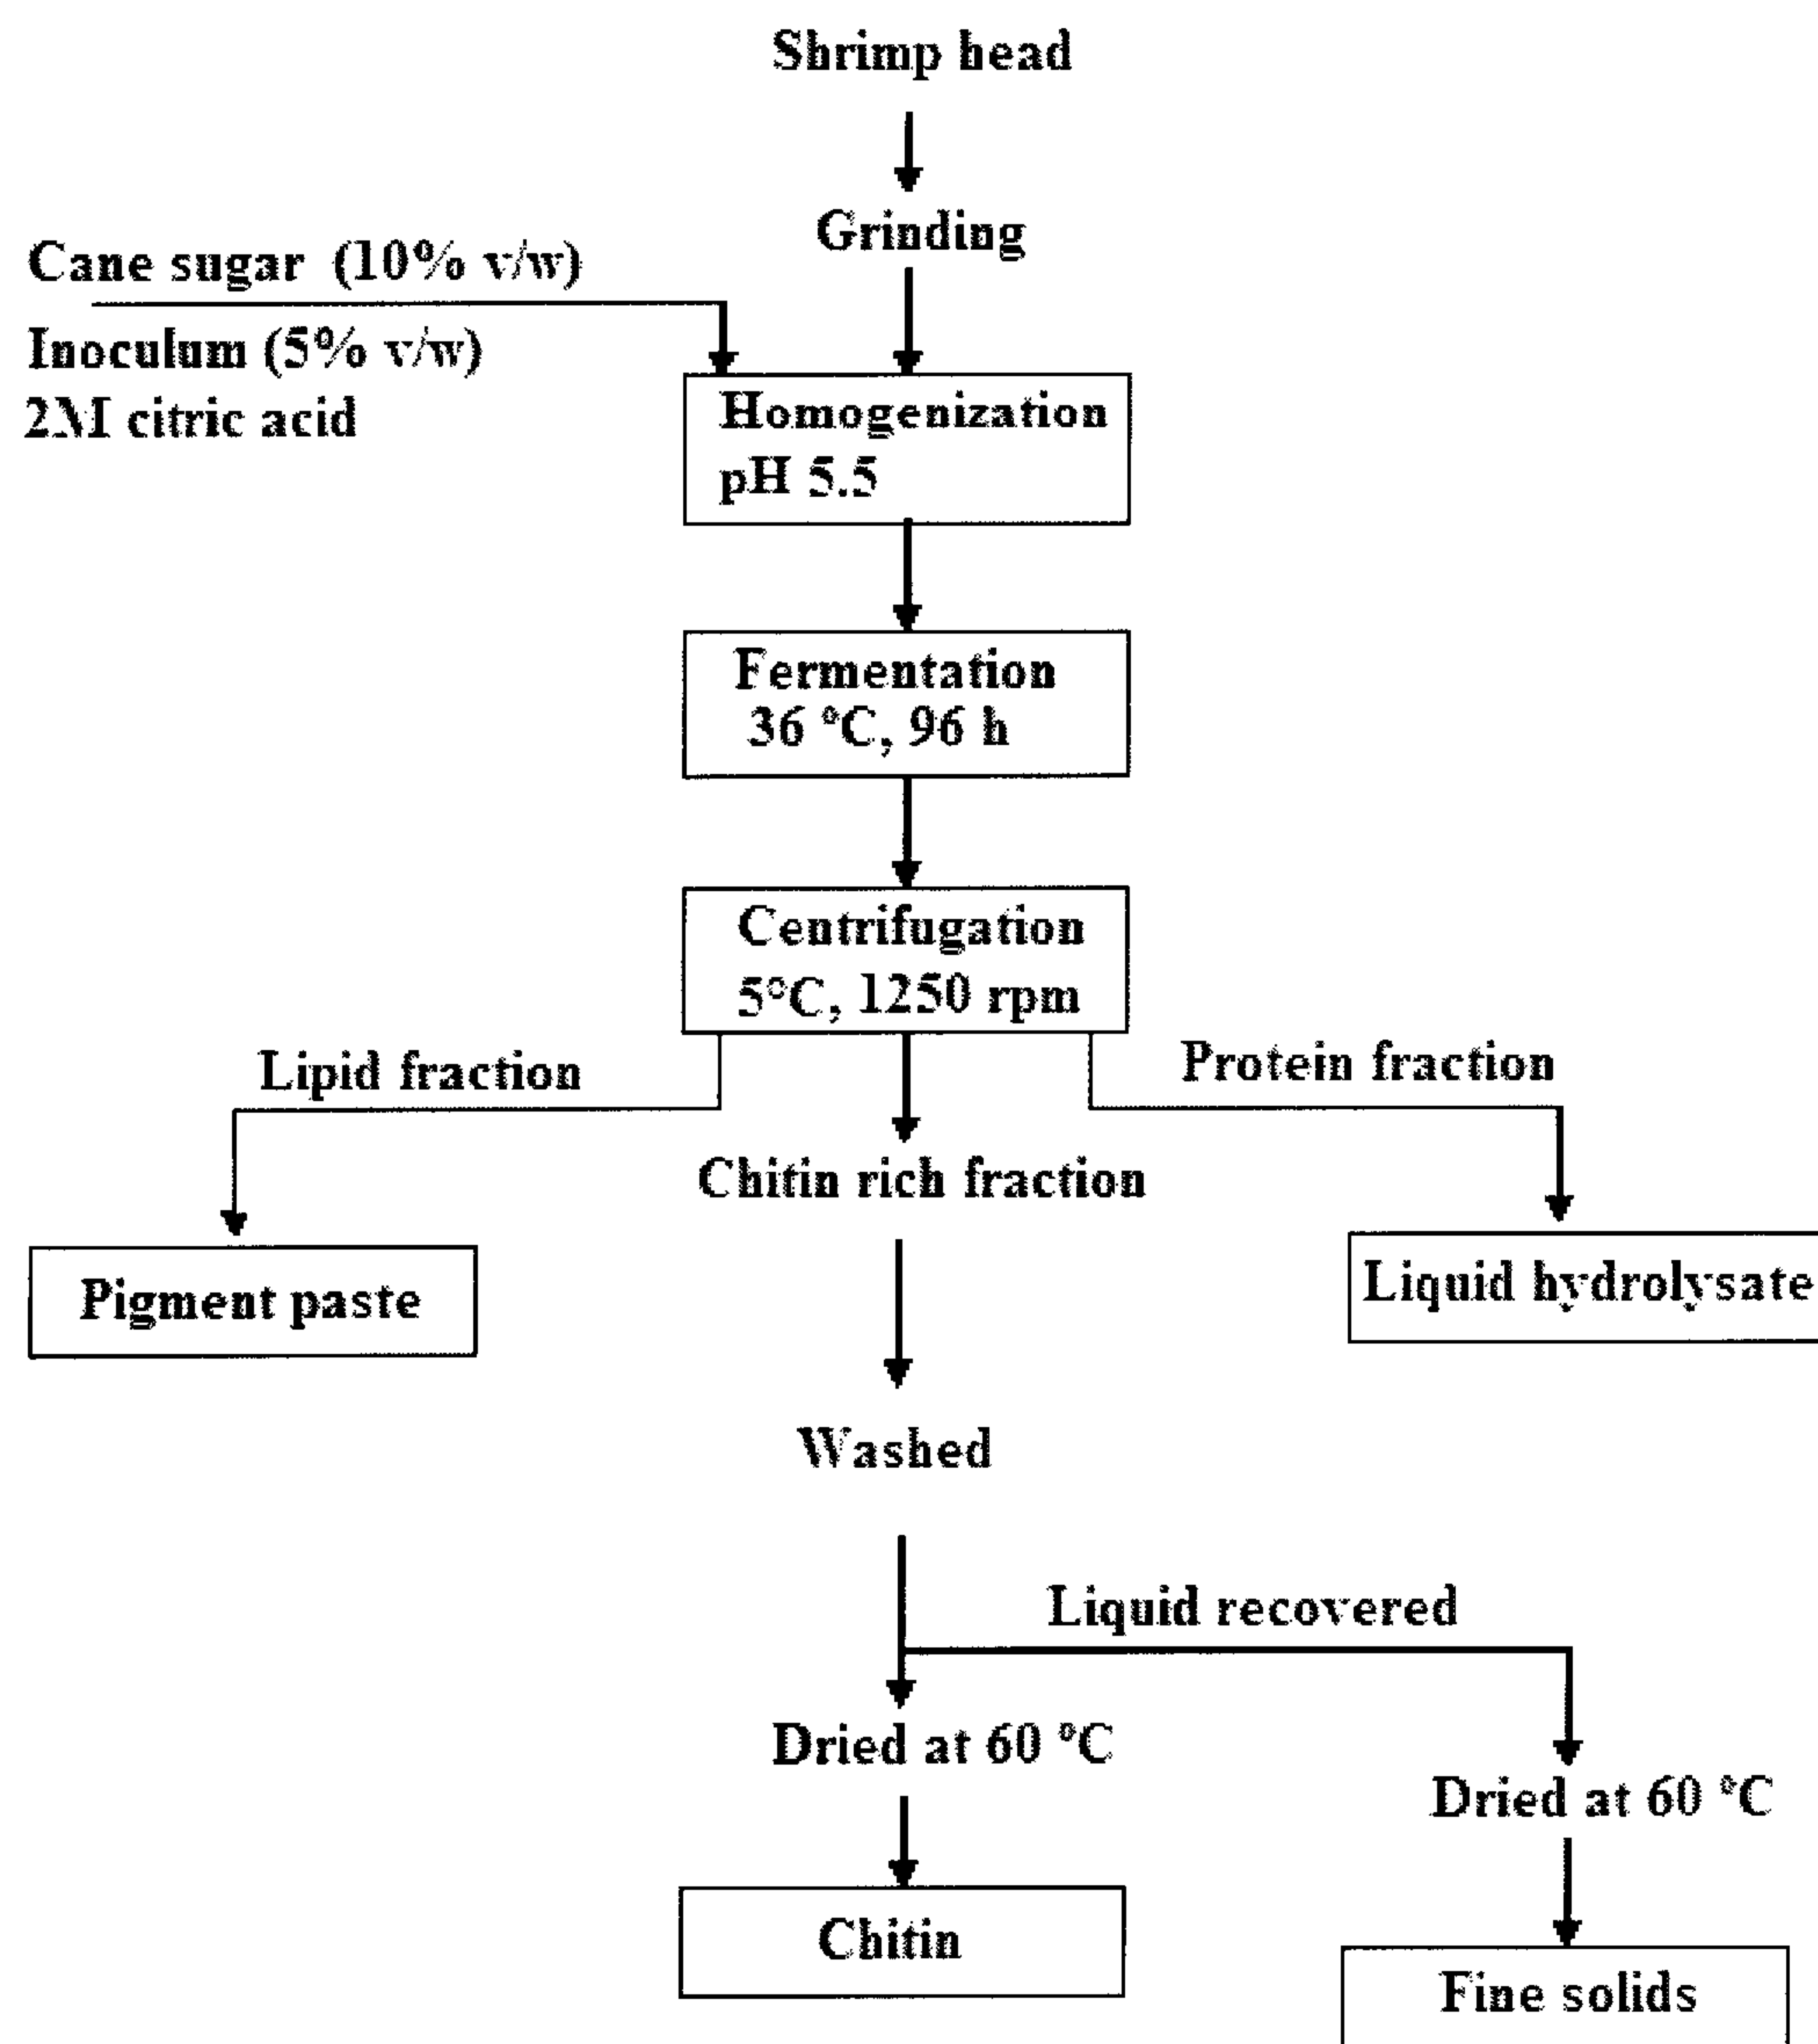 Shrimp head
Grinding
Cane sugar (10% v/w)
Inoculum (5% v/w)
2M citric acid
Homogenization
pH 5.5
Fermentation
36 °C, 96 h
Centrifugation
5°C, 1250 rpm
Lipid fraction
Protein fraction
Chitin rich fraction
Pigment paste
Liquid hydrolysate
Washed
Liquid recovered
Dried at 60 °C
Dried at 60 °C
Chitin
Fine solids